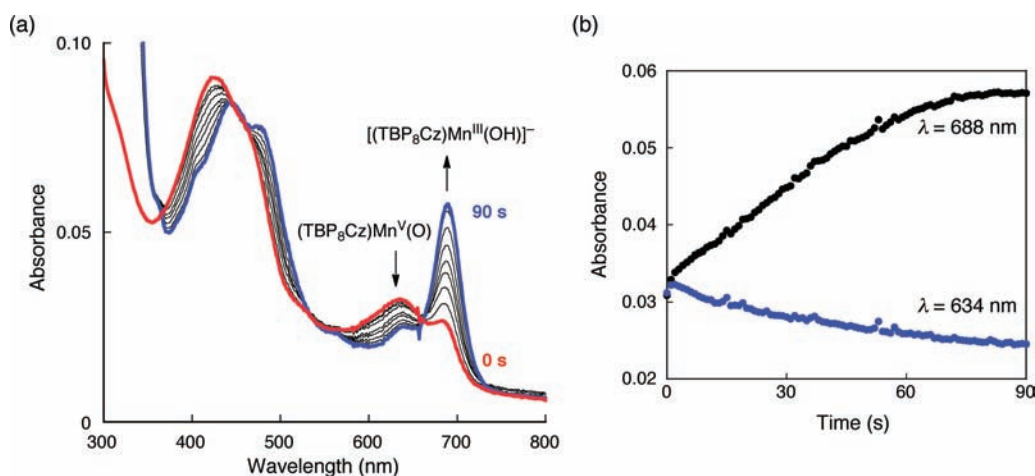 (a)
0.10
0.05
0
Absorbance
300
400
500
600
700
800
Wavelength (nm)
[(TBP₈Cz)Mnᴵᴵᴵ(OH)]⁻
90 s
(TBP₈Cz)Mnⱽ(O)
0 s
(b)
0.06
0.05
0.04
0.03
0.02
Absorbance
λ = 688 nm
λ = 634 nm
0
30
60
90
Time (s)